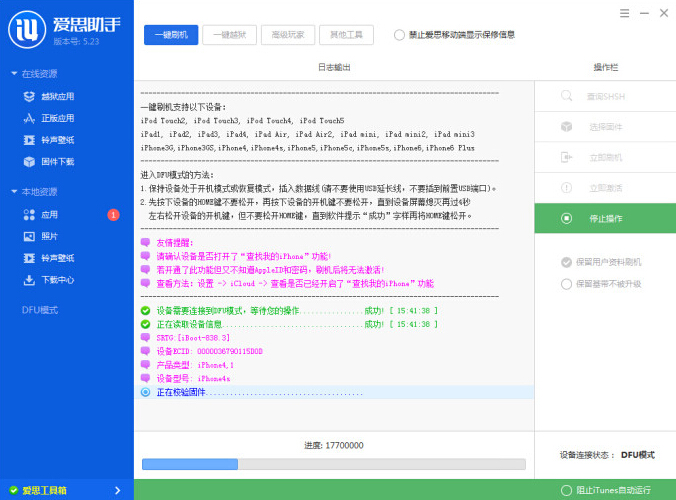 爱思助手
版本号: 5.23
在线资源
越狱应用
正版应用
铃声壁纸
固件下载
本地资源
应用
1
照片
铃声壁纸
下载中心
DFU模式
爱思工具箱
一键刷机
一键越狱
高级玩家
其他工具
禁止爱思移动端显示保修信息
日志输出
操作栏
一键刷机支持以下设备:
iPod Touch2, iPod Touch3, iPod Touch4, iPod Touch5
iPad1, iPad2, iPad3, iPad4, iPad Air, iPad Air2, iPad mini, iPad mini2, iPad mini3
iPhone3G,iPhone3GS,iPhone4,iPhone4s,iPhone5,iPhone5c,iPhone5s,iPhone6,iPhone6 Plus
进入DFU模式的方法:
1.保持设备处于开机模式或恢复模式,插入数据线(请不要使用USB延长线,不要插到前置USB端口)。
2.先按下设备的HOME键不要松开,再按下设备的开机键不要松开,直到设备屏幕熄灭再过4秒
左右松开设备的开机键,但不要松开HOME键,直到软件提示“成功”字样再将HOME键松开。
友情提醒:
请确认设备是否打开了“查找我的iPhone”功能!
若开通了此功能但又不知道AppleID和密码,刷机后将无法激活!
查看方法:设置 -> iCloud -> 查看是否已经开启了“查找我的iPhone”功能
设备需要连接到DFU模式,等待您的操作................成功! [ 15:41:38 ]
正在读取设备信息...................................成功! [ 15:41:38 ]
SRTG:[iBoot-838.3]
设备ECID: 0000036790115D0D
产品类型: iPhone4,1
设备型号: iPhone4s
正在校验固件.......................................
进度: 17700000
查询SHSH
选择固件
立即刷机
立即激活
停止操作
保留用户资料刷机
保留基带不被升级
设备连接状态: DFU模式
阻止iTunes自动运行